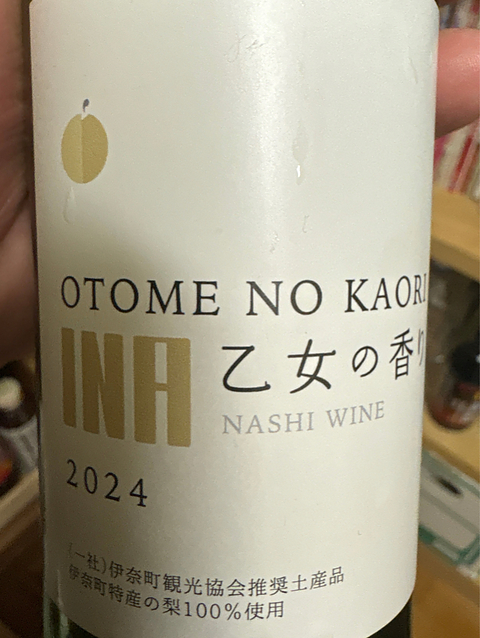 OTOME NO KAORI
INA
乙女の香り
NASHI WINE
2024
(一社)伊奈町観光協会推奨土産品
伊奈町特産の梨100%使用